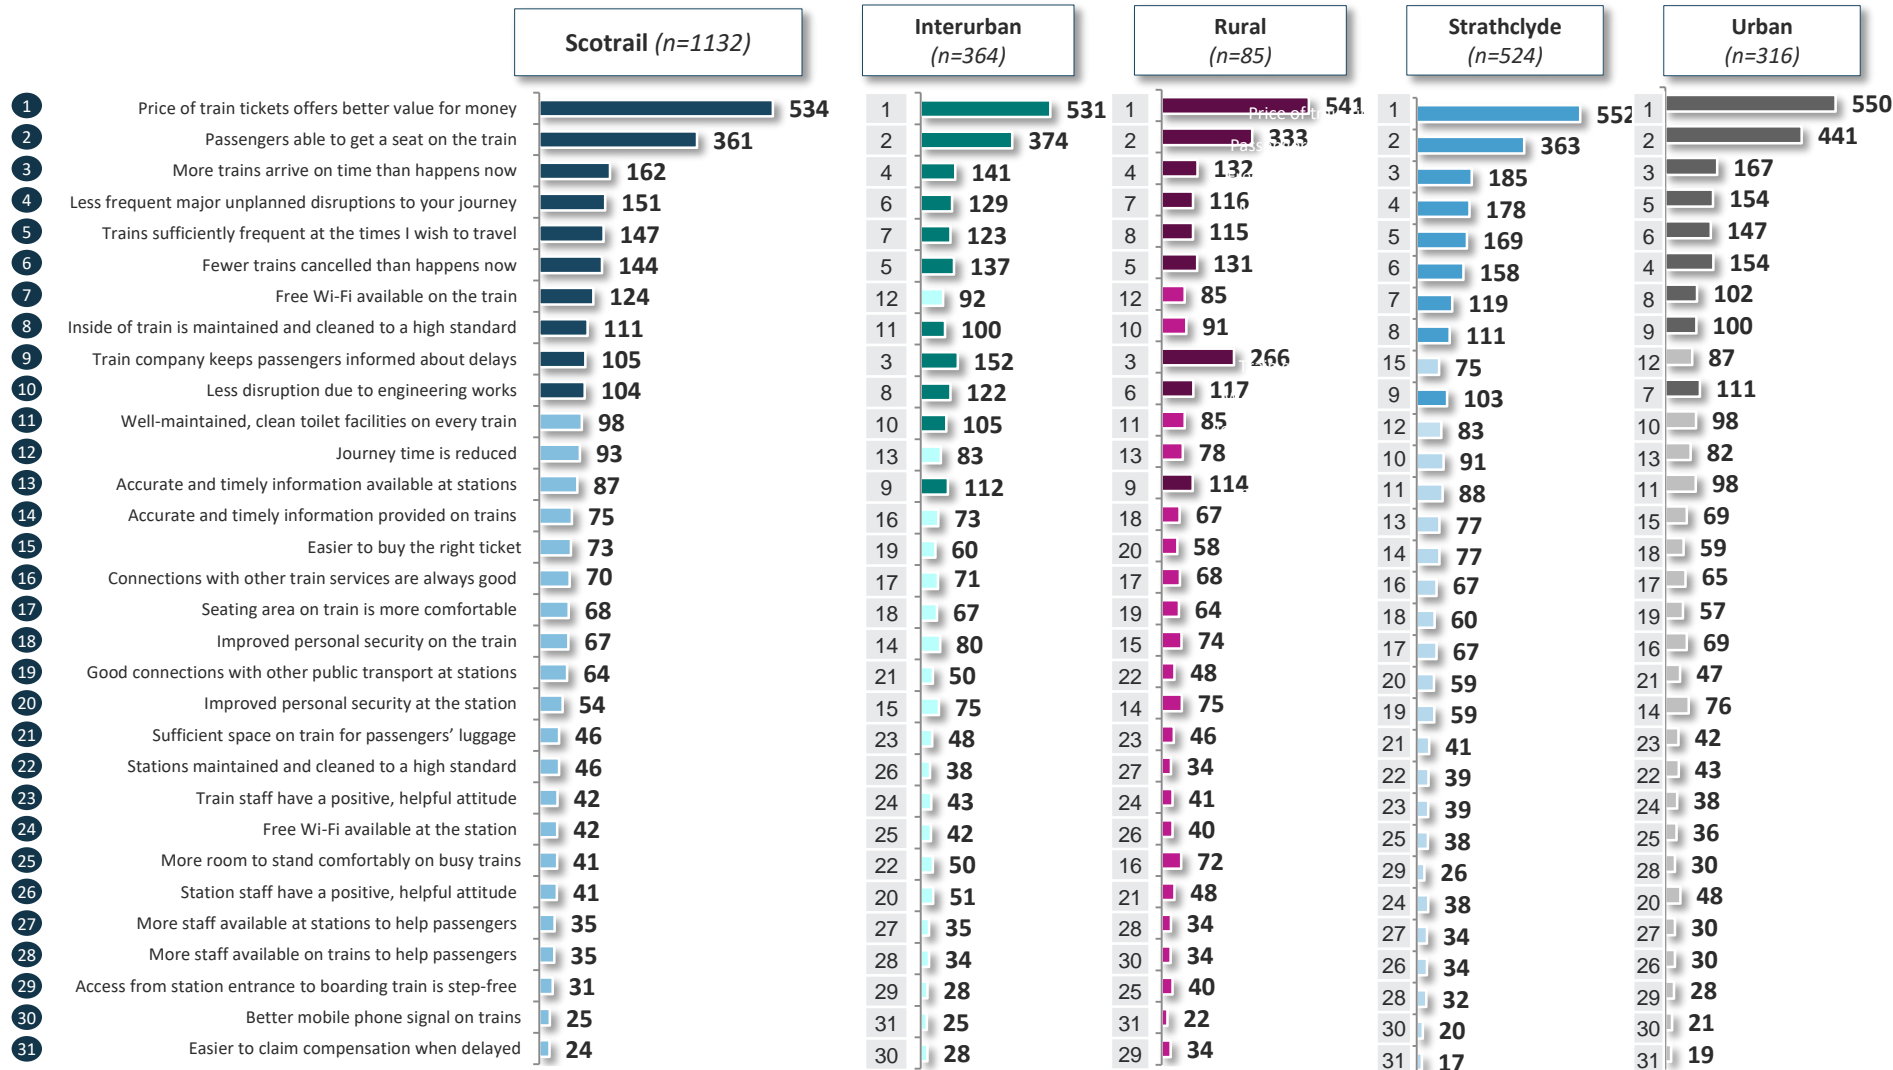 Scotrail (n=1132)
Interurban
(n=364)
Rural
(n=85)
Strathclyde
(n=524)
Urban
(n=316)
1 Price of train tickets offers better value for money 534 1 531 1 541 1 552 1 550
2 Passengers able to get a seat on the train 361 2 374 2 333 2 363 2 441
3 More trains arrive on time than happens now 162 4 141 4 132 3 185 3 167
4 Less frequent major unplanned disruptions to your journey 151 6 129 7 116 4 178 5 154
5 Trains sufficiently frequent at the times I wish to travel 147 7 123 8 115 5 169 6 147
6 Fewer trains cancelled than happens now 144 5 137 5 131 6 158 4 154
7 Free Wi-Fi available on the train 124 12 92 12 85 7 119 8 102
8 Inside of train is maintained and cleaned to a high standard 111 11 100 10 91 8 111 9 100
9 Train company keeps passengers informed about delays 105 3 152 3 266 15 75 12 87
10 Less disruption due to engineering works 104 8 122 6 117 9 103 7 111
11 Well-maintained, clean toilet facilities on every train 98 10 105 11 85 12 83 10 98
12 Journey time is reduced 93 13 83 13 78 10 91 13 82
13 Accurate and timely information available at stations 87 9 112 9 114 11 88 11 98
14 Accurate and timely information provided on trains 75 16 73 18 67 13 77 15 69
15 Easier to buy the right ticket 73 19 60 20 58 14 77 18 59
16 Connections with other train services are always good 70 17 71 17 68 16 67 17 65
17 Seating area on train is more comfortable 68 18 67 19 64 18 60 19 57
18 Improved personal security on the train 67 14 80 15 74 17 67 16 69
19 Good connections with other public transport at stations 64 21 50 22 48 20 59 21 47
20 Improved personal security at the station 54 15 75 14 75 19 59 14 76
21 Sufficient space on train for passengers’ luggage 46 23 48 23 46 21 41 23 42
22 Stations maintained and cleaned to a high standard 46 26 38 27 34 22 39 22 43
23 Train staff have a positive, helpful attitude 42 24 43 24 41 23 39 24 38
24 Free Wi-Fi available at the station 42 25 42 26 40 25 38 25 36
25 More room to stand comfortably on busy trains 41 22 50 16 72 29 26 28 30
26 Station staff have a positive, helpful attitude 41 20 51 21 48 24 38 20 48
27 More staff available at stations to help passengers 35 27 35 28 34 27 34 27 30
28 More staff available on trains to help passengers 35 28 34 30 34 26 34 26 30
29 Access from station entrance to boarding train is step-free 31 29 28 25 40 28 32 29 28
30 Better mobile phone signal on trains 25 31 25 31 22 30 20 30 21
31 Easier to claim compensation when delayed 24 30 28 29 34 31 17 31 19